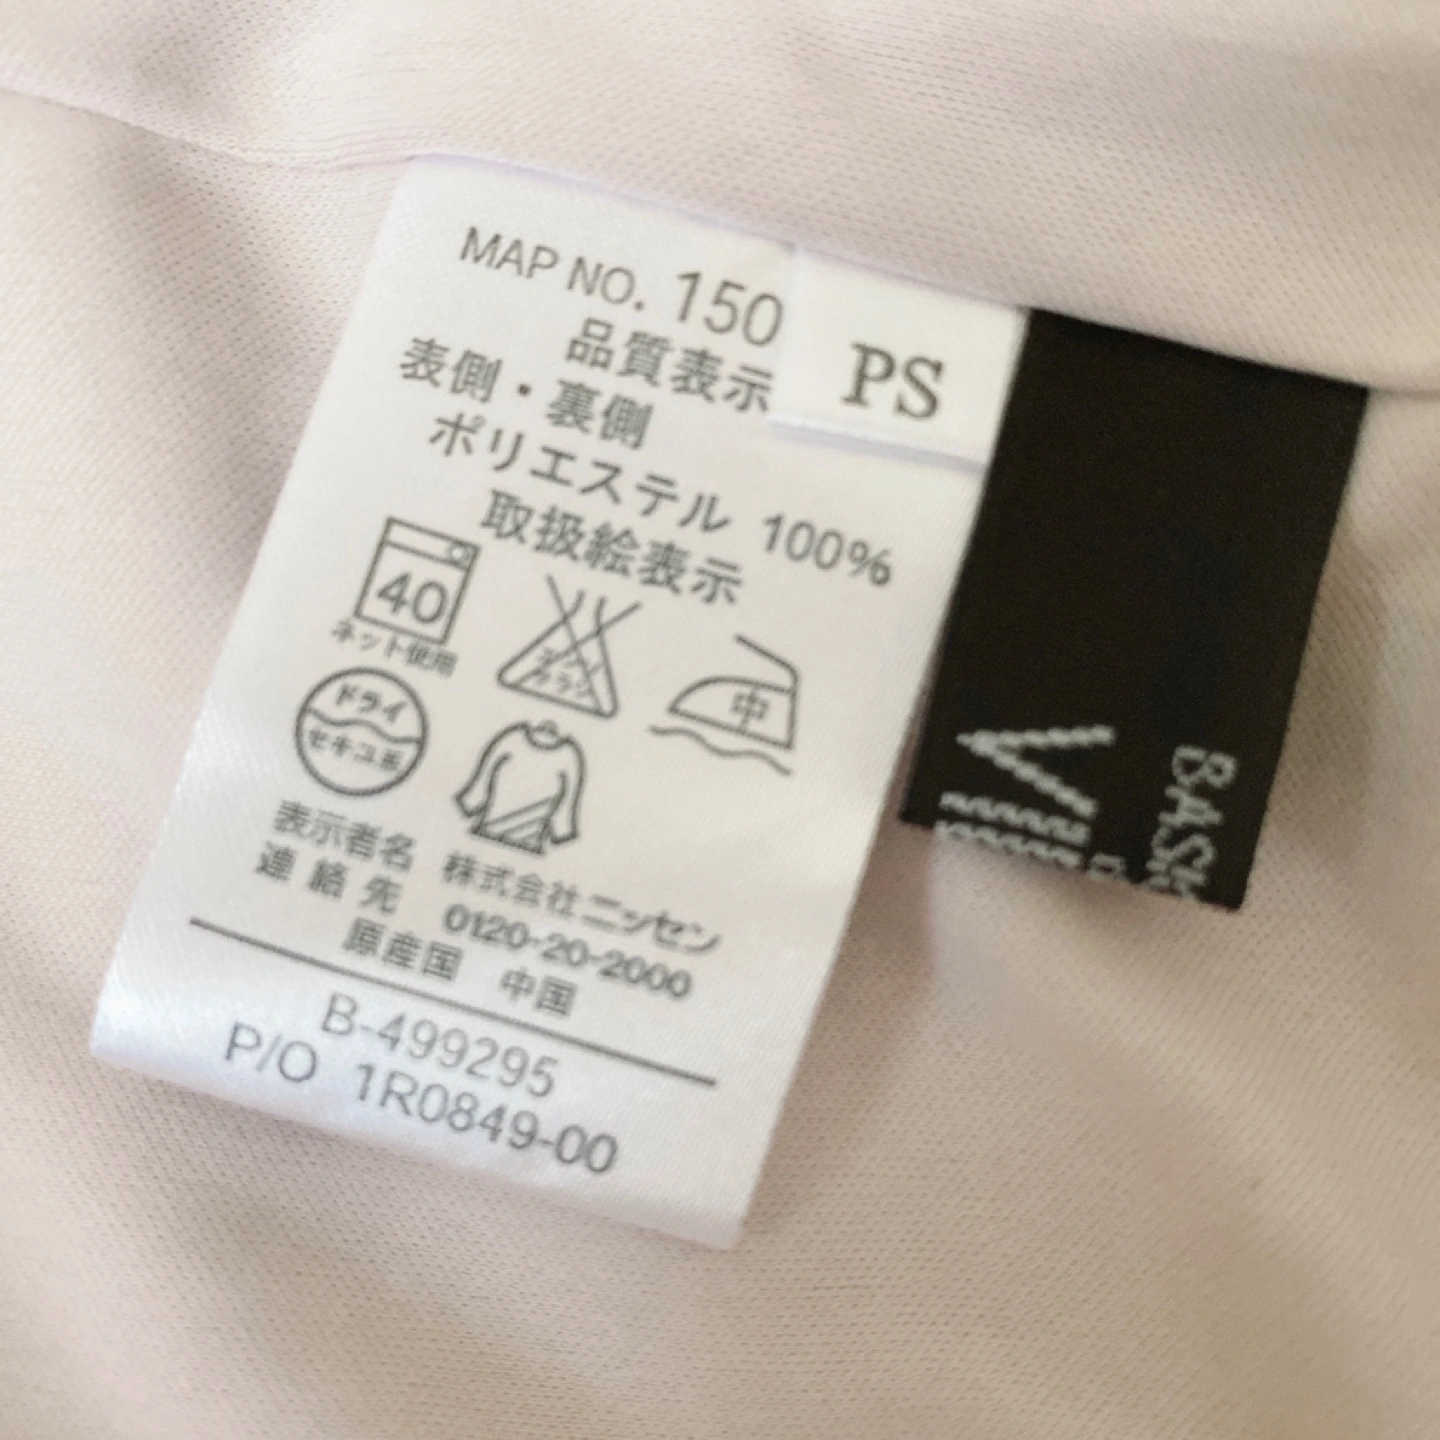 MAP NO. 150
品質表示
表側・裏側
ポリエステル 100%
取扱絵表示
40
ネット使用
中
ドライ
セキユ系
表示者名 株式会社ニッセン
連絡先 0120-20-2000
原産国 中国
B-499295
P/O 1R0849-00
PS